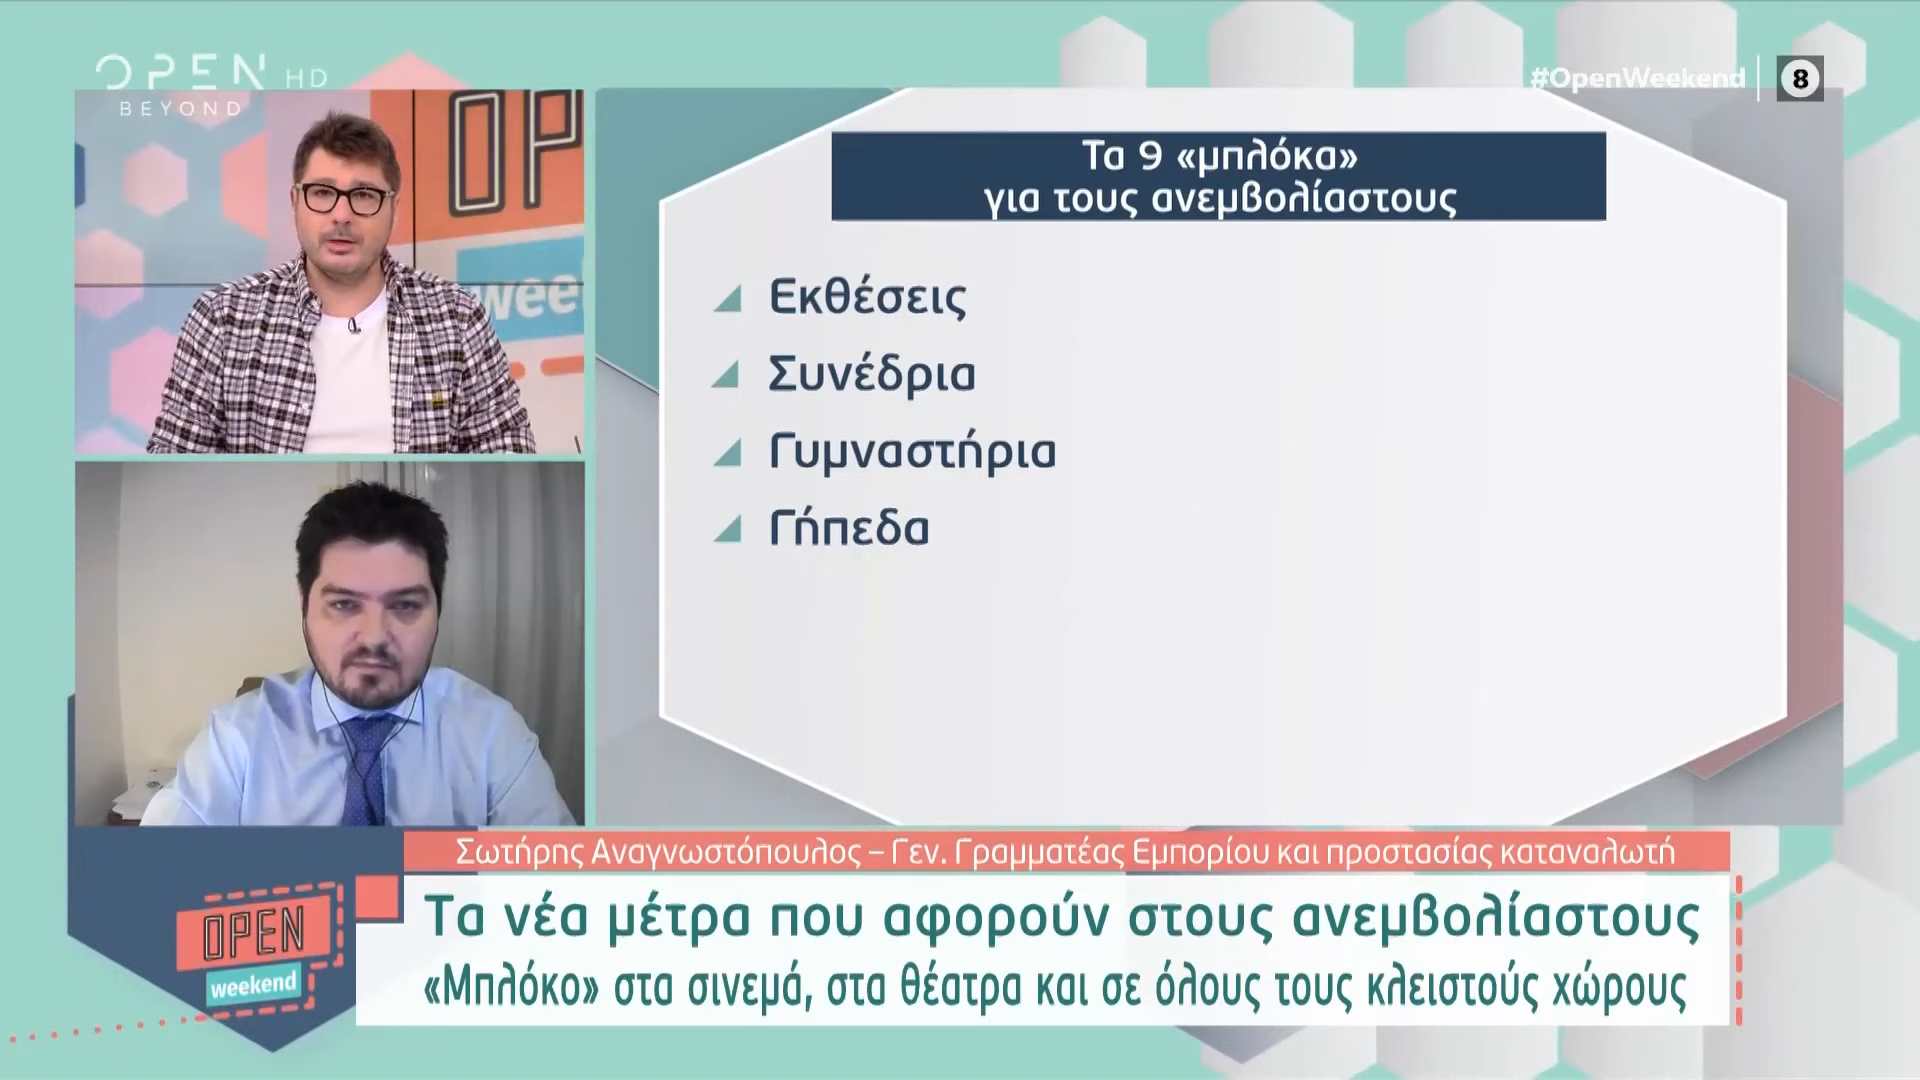 OPEN HD
BEYOND
#OpenWeekend
8
OP
wee
Τα 9 «μπλόκα»
για τους ανεμβολίαστους
Εκθέσεις
Συνέδρια
Γυμναστήρια
Γήπεδα
Σωτήρης Αναγνωστόπουλος – Γεν. Γραμματέας Εμπορίου και προστασίας καταναλωτή
Τα νέα μέτρα που αφορούν στους ανεμβολίαστους
«Μπλόκο» στα σινεμά, στα θέατρα και σε όλους τους κλειστούς χώρους
OPEN
weekend